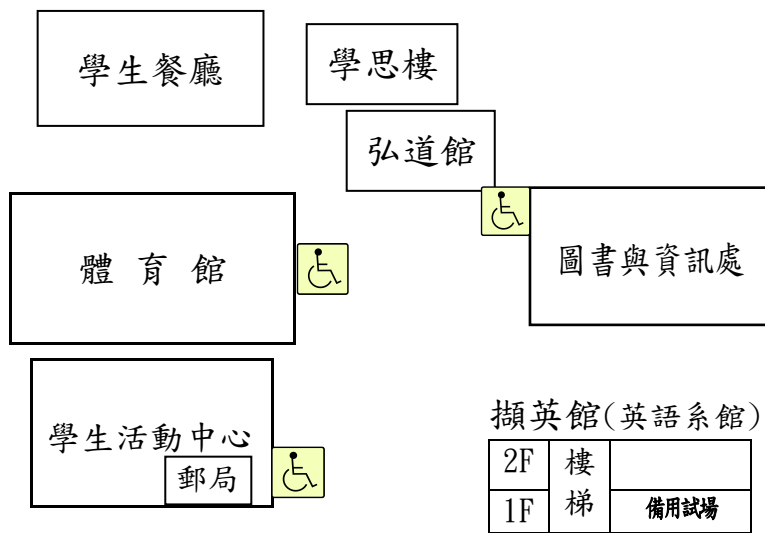 學生餐廳
學思樓
弘道館
體育館
圖書與資訊處
學生活動中心
郵局
擷英館(英語系館)
2F
樓梯
1F
備用試場